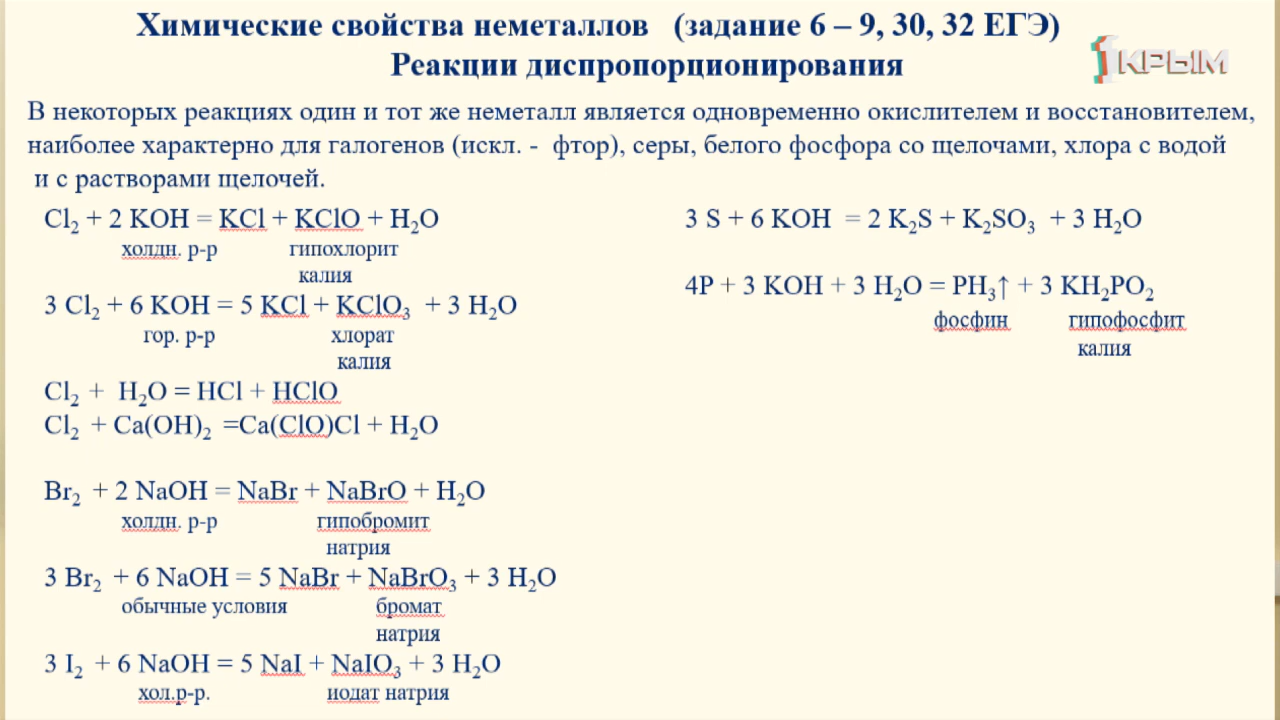 Химические свойства неметаллов (задание 6 – 9, 30, 32 ЕГЭ)
Реакции диспропорционирования
1КРЫМ
В некоторых реакциях один и тот же неметалл является одновременно окислителем и восстановителем,
наиболее характерно для галогенов (искл. - фтор), серы, белого фосфора со щелочами, хлора с водой
и с растворами щелочей.
Cl₂ + 2 KOH = KCl + KClO + H₂O
холдн. р-р гипохлорит
калия
3 Cl₂ + 6 KOH = 5 KCl + KClO₃ + 3 H₂O
гор. р-р хлорат
калия
Cl₂ + H₂O = HCl + HClO
Cl₂ + Ca(OH)₂ =Ca(ClO)Cl + H₂O
Br₂ + 2 NaOH = NaBr + NaBrO + H₂O
холдн. р-р гипобромит
натрия
3 Br₂ + 6 NaOH = 5 NaBr + NaBrO₃ + 3 H₂O
обычные условия бромат
натрия
3 I₂ + 6 NaOH = 5 NaI + NaIO₃ + 3 H₂O
хол.р-р. иодат натрия
3 S + 6 KOH = 2 K₂S + K₂SO₃ + 3 H₂O
4P + 3 KOH + 3 H₂O = PH₃↑ + 3 KH₂PO₂
фосфин гипофосфит
калия